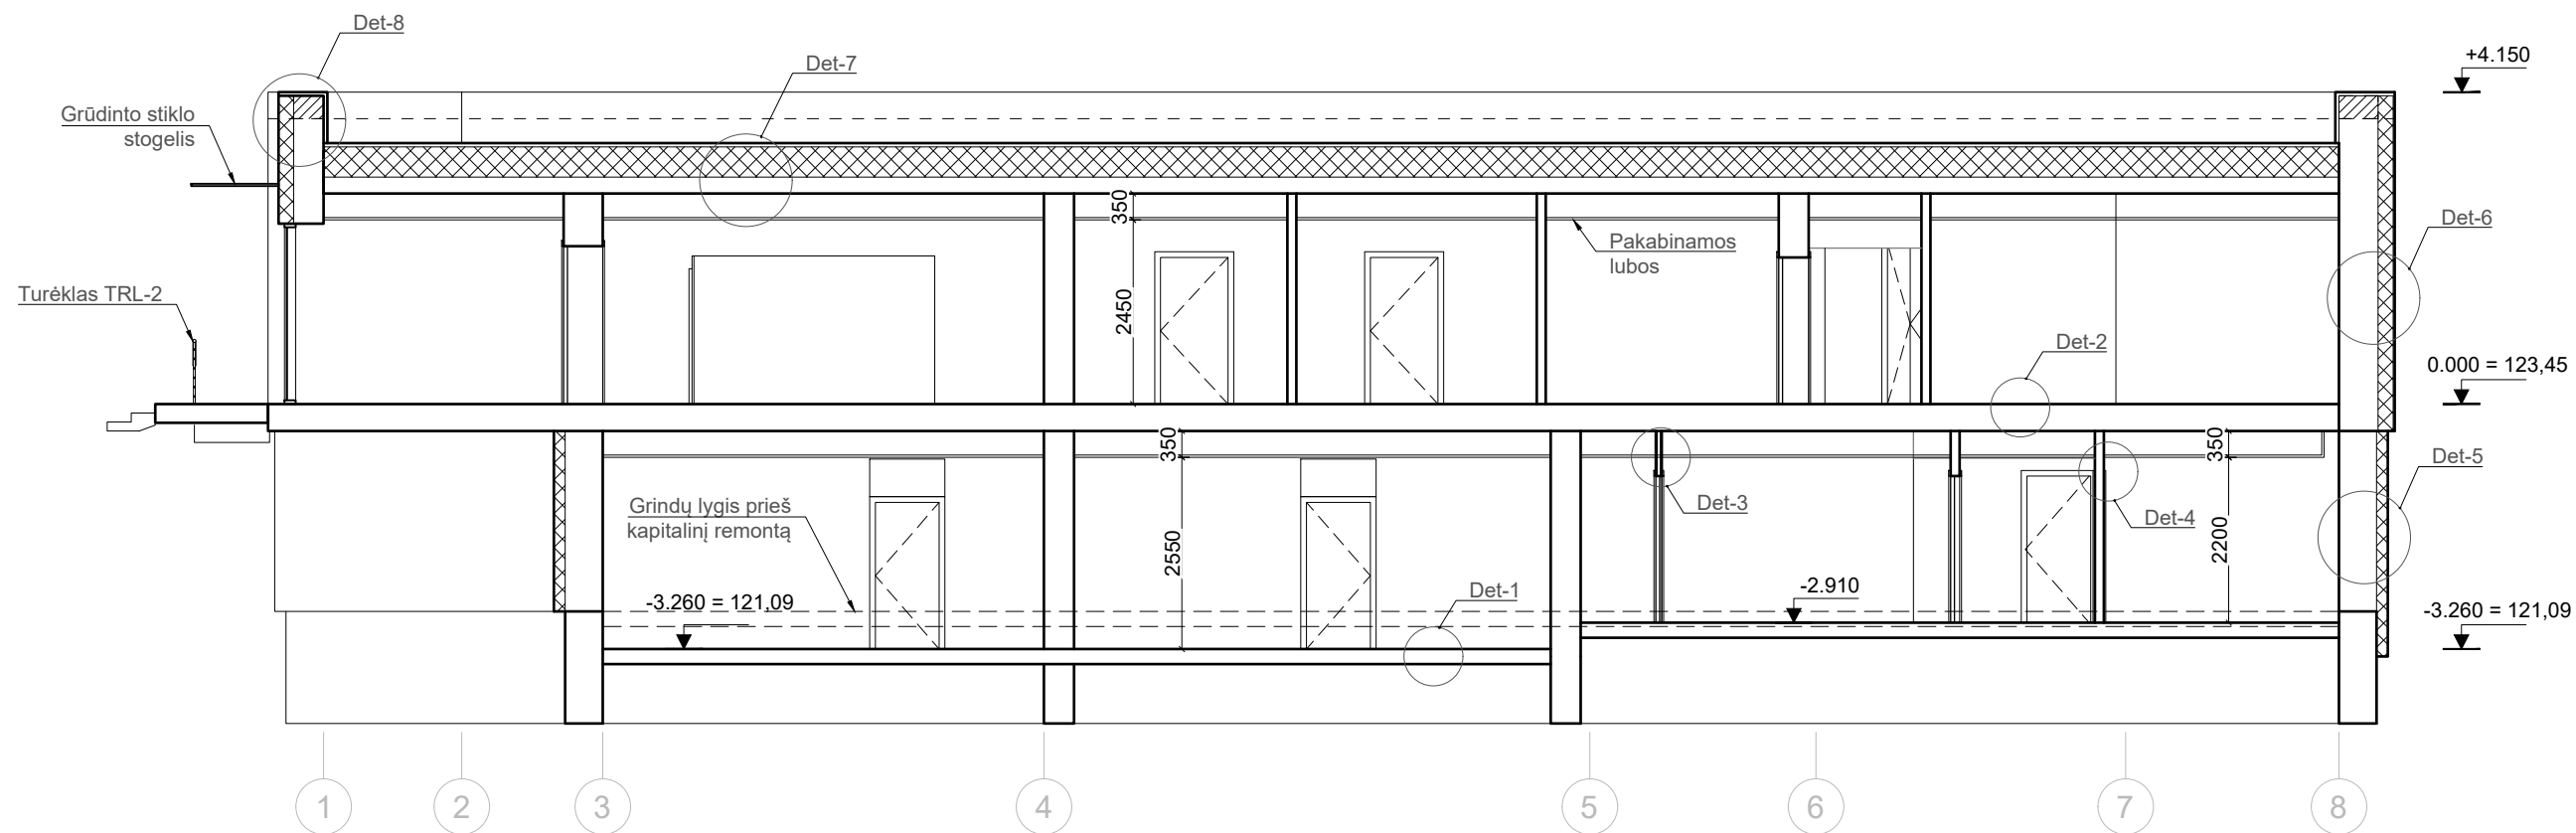 Det-8
Det-7
+4.150
Grūdinto stiklo
stogelis
350
Det-6
Pakabinamos
lubos
Turėklas TRL-2
2450
Det-2
0.000 = 123,45
350
350
Det-5
Grindų lygis prieš
kapitalinį remontą
Det-3
Det-4
2550
2200
Det-1
-2.910
-3.260 = 121,09
-3.260 = 121,09
1
2
3
4
5
6
7
8